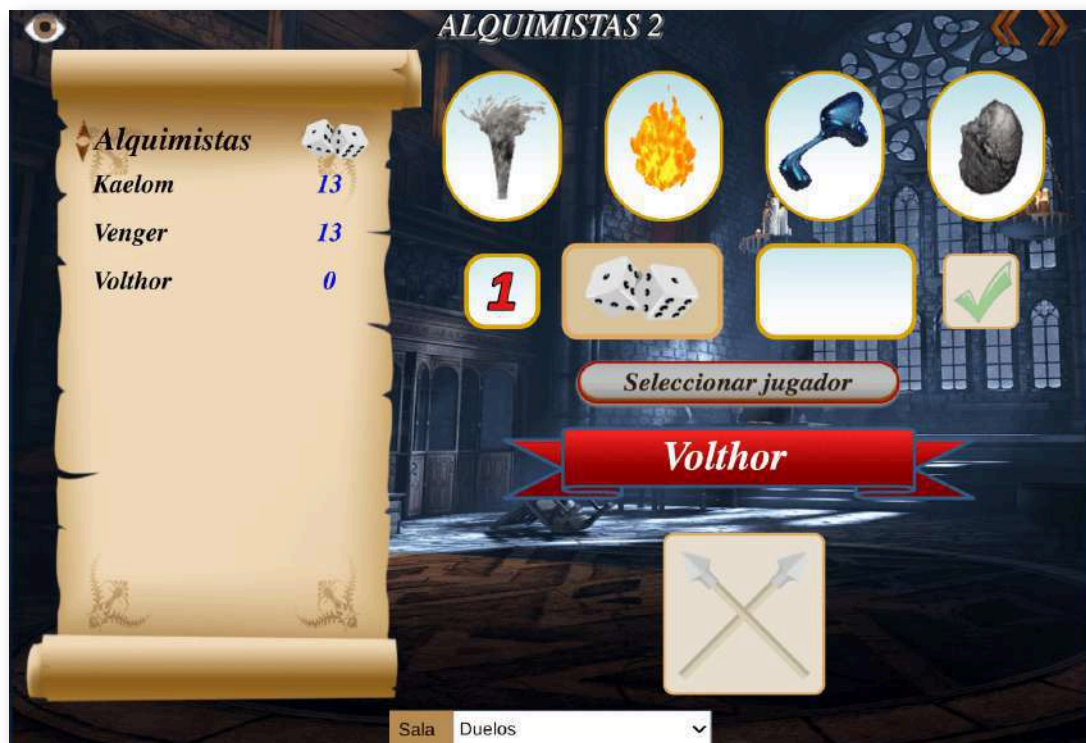 ALQUIMISTAS 2
Alquimistas
Kaelom 13
Venger 13
Volthor 0
1
Seleccionar jugador
Volthor
Sala Duelos